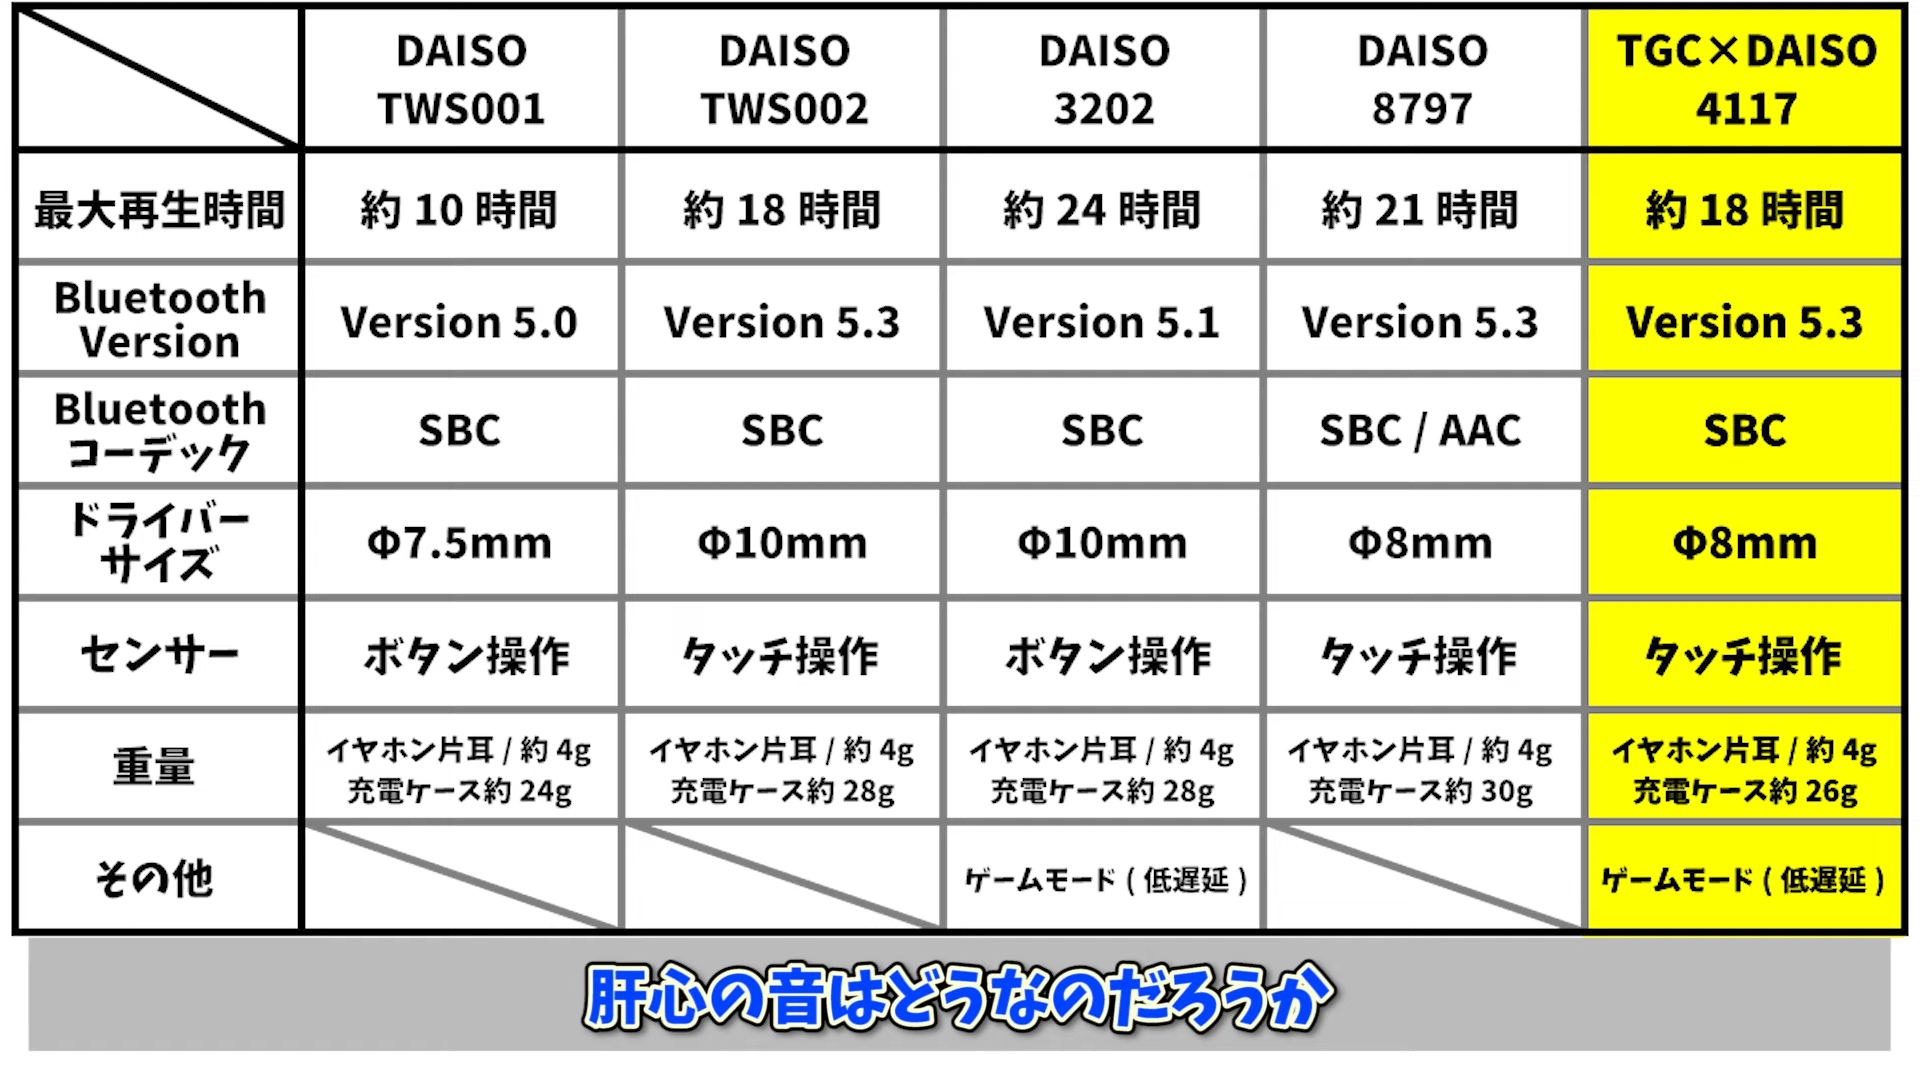 DAISO TWS001
DAISO TWS002
DAISO 3202
DAISO 8797
TGC×DAISO 4117
最大再生時間
約 10 時間
約 18 時間
約 24 時間
約 21 時間
約 18 時間
Bluetooth Version
Version 5.0
Version 5.3
Version 5.1
Version 5.3
Version 5.3
Bluetooth コーデック
SBC
SBC
SBC
SBC / AAC
SBC
ドライバー サイズ
Φ7.5mm
Φ10mm
Φ10mm
Φ8mm
Φ8mm
センサー
ボタン操作
タッチ操作
ボタン操作
タッチ操作
タッチ操作
重量
イヤホン片耳 / 約 4g
充電ケース約 24g
イヤホン片耳 / 約 4g
充電ケース約 28g
イヤホン片耳 / 約 4g
充電ケース約 28g
イヤホン片耳 / 約 4g
充電ケース約 30g
イヤホン片耳 / 約 4g
充電ケース約 26g
その他
ゲームモード ( 低遅延 )
ゲームモード ( 低遅延 )
肝心の音はどうなのだろうか